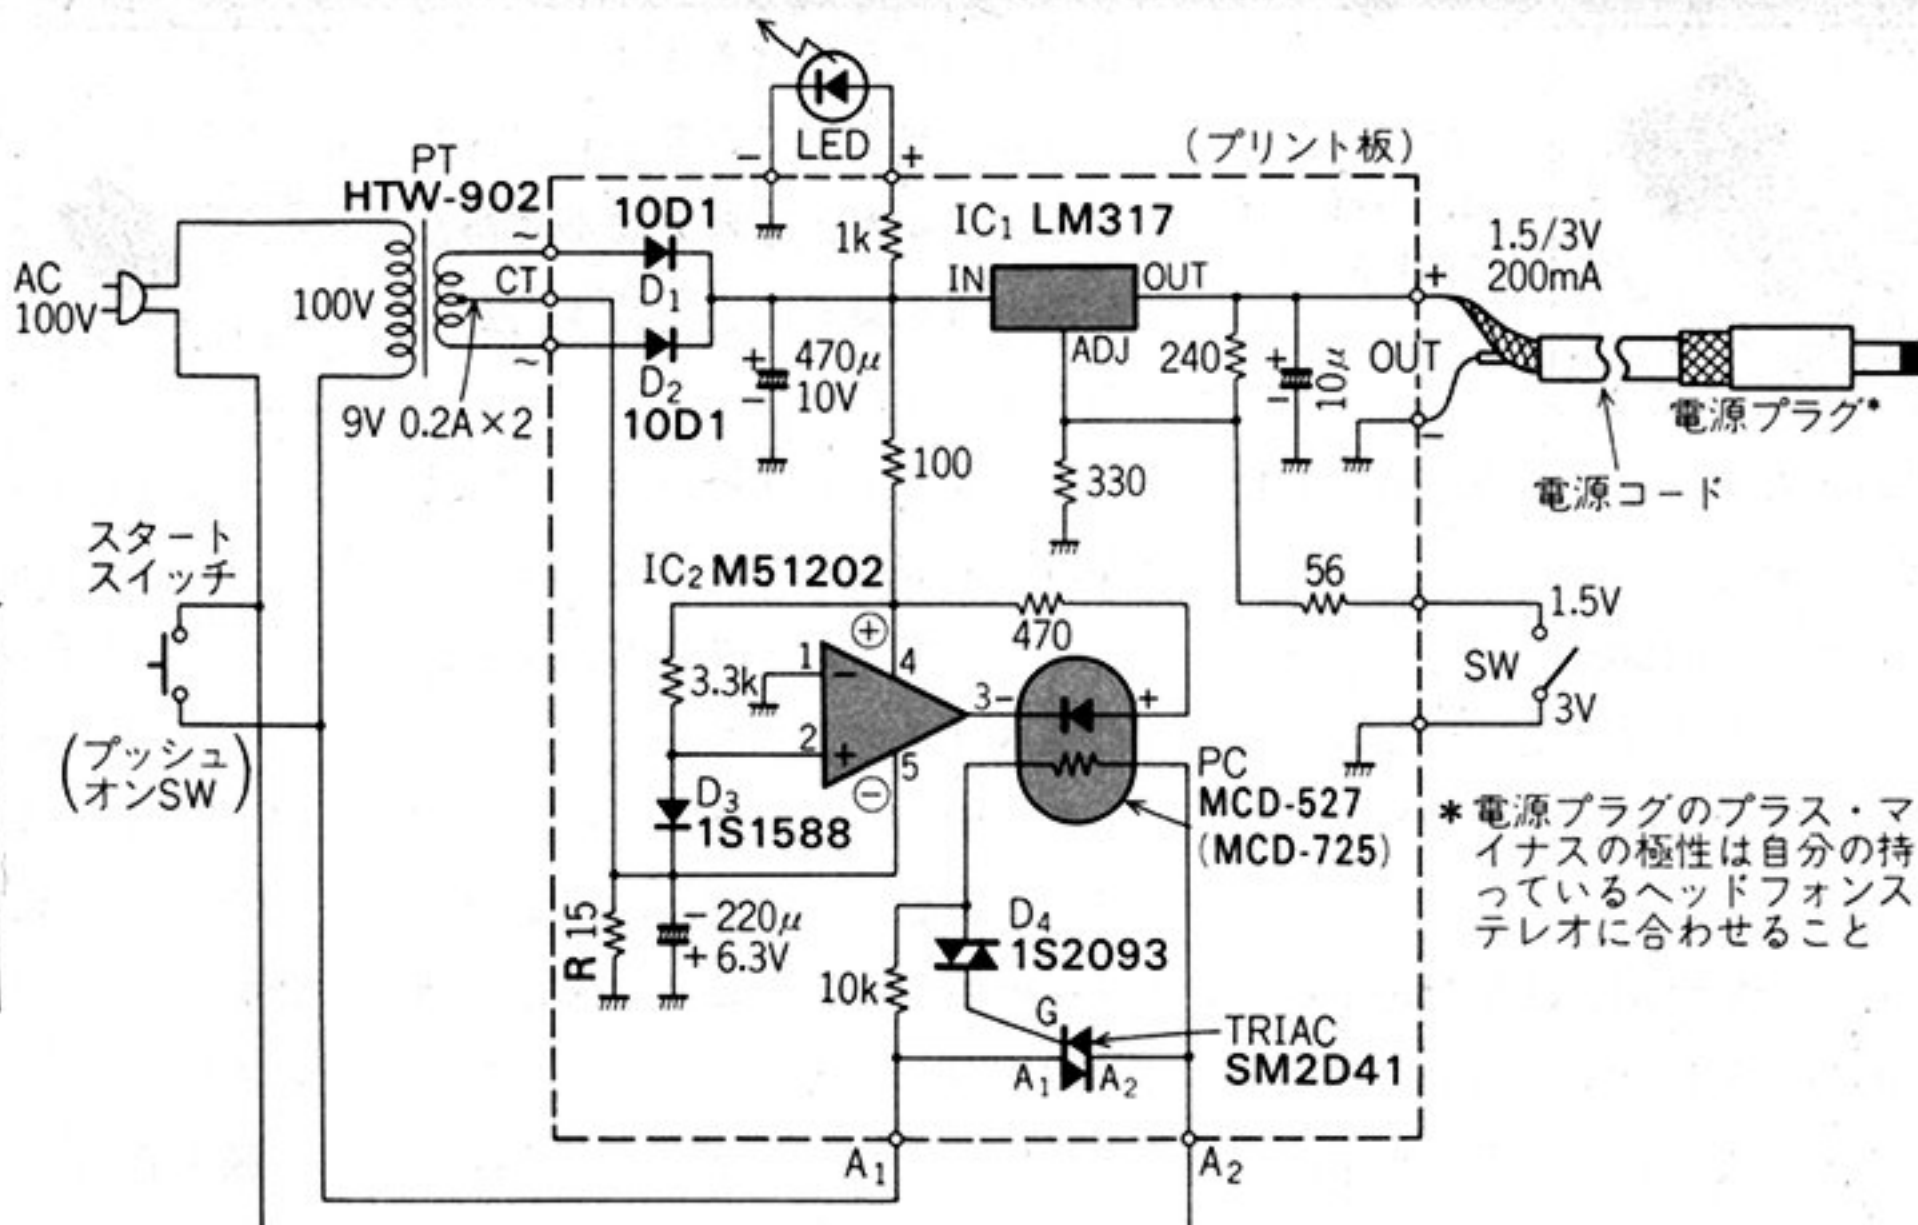 LED
− +
(プリント板)
PT
HTW-902
~
CT
~
AC
100V
100V
9V 0.2A×2
10D1
D1
D2
10D1
1k
+ 470μ
− 10V
100
IC1 LM317
IN
OUT
ADJ
240
+
−
10μ
330
+
OUT
−
1.5/3V
200mA
電源プラグ*
電源コード
スタート
スイッチ
(プッシュ
オンSW)
IC2 M51202
+
−
1
−
2
+
4
3
5
3.3k
470
− +
56
1.5V
SW
3V
D3
1S1588
PC
MCD-527
(MCD-725)
R 15
− 220μ
+ 6.3V
10k
D4
1S2093
G
A1 A2
TRIAC
SM2D41
A1
A2
*電源プラグのプラス・マ
イナスの極性は自分の持
っているヘッドフォンス
テレオに合わせること